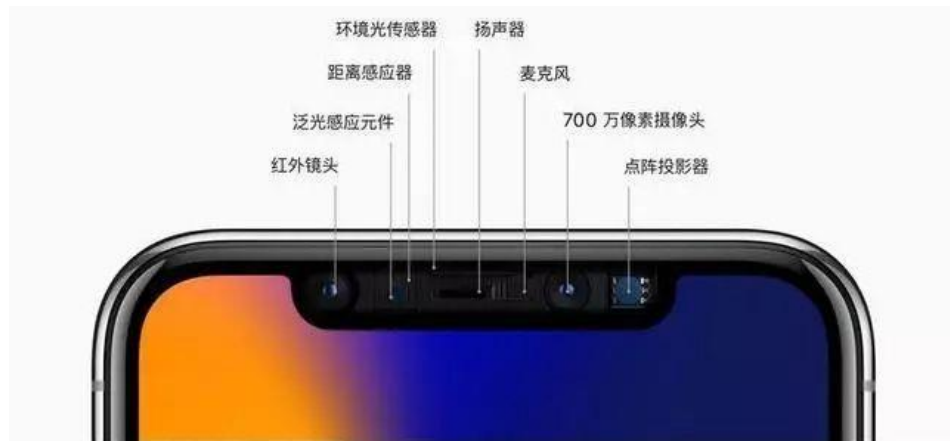 环境光传感器
扬声器
距离感应器
麦克风
泛光感应元件
700 万像素摄像头
红外镜头
点阵投影器